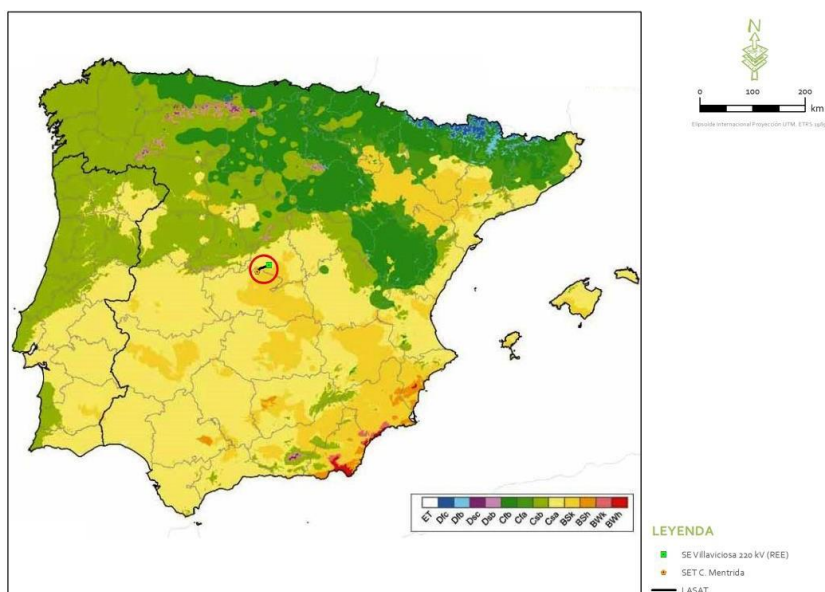 N
0 100 200
km
Elipsoide Internacional Proyección UTM. ETRS 1989
ET Dfc Dfb Dsc Dsb Cfb Cfa Csb Csa BSk BSh BWk BWh
LEYENDA
SE Villaviciosa 220 kV (REE)
SET C. Mentrida
LASAT